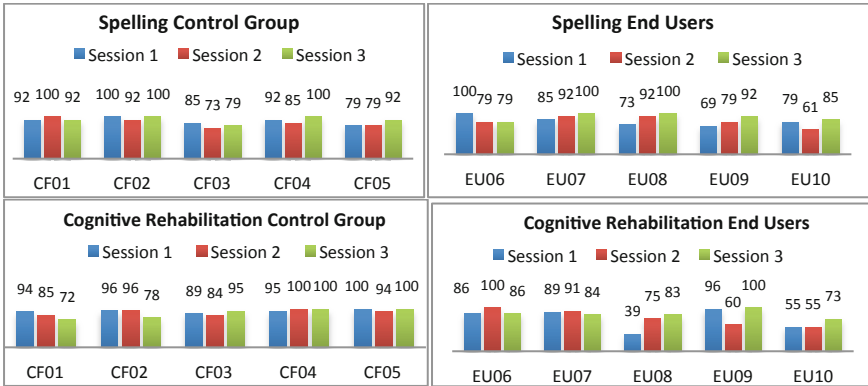 Spelling Control Group
Session 1 Session 2 Session 3
92 100 92 100 92 100 85 73 79 92 85 100 79 79 92
CF01 CF02 CF03 CF04 CF05
Spelling End Users
Session 1 Session 2 Session 3
100 79 79 85 92 100 73 92 100 69 79 92 79 61 85
EU06 EU07 EU08 EU09 EU10
Cognitive Rehabilitation Control Group
Session 1 Session 2 Session 3
94 85 72 96 96 78 89 84 95 95 100 100 100 94 100
CF01 CF02 CF03 CF04 CF05
Cognitive Rehabilitation End Users
Session 1 Session 2 Session 3
86 100 86 89 91 84 39 75 83 96 60 100 55 55 73
EU06 EU07 EU08 EU09 EU10